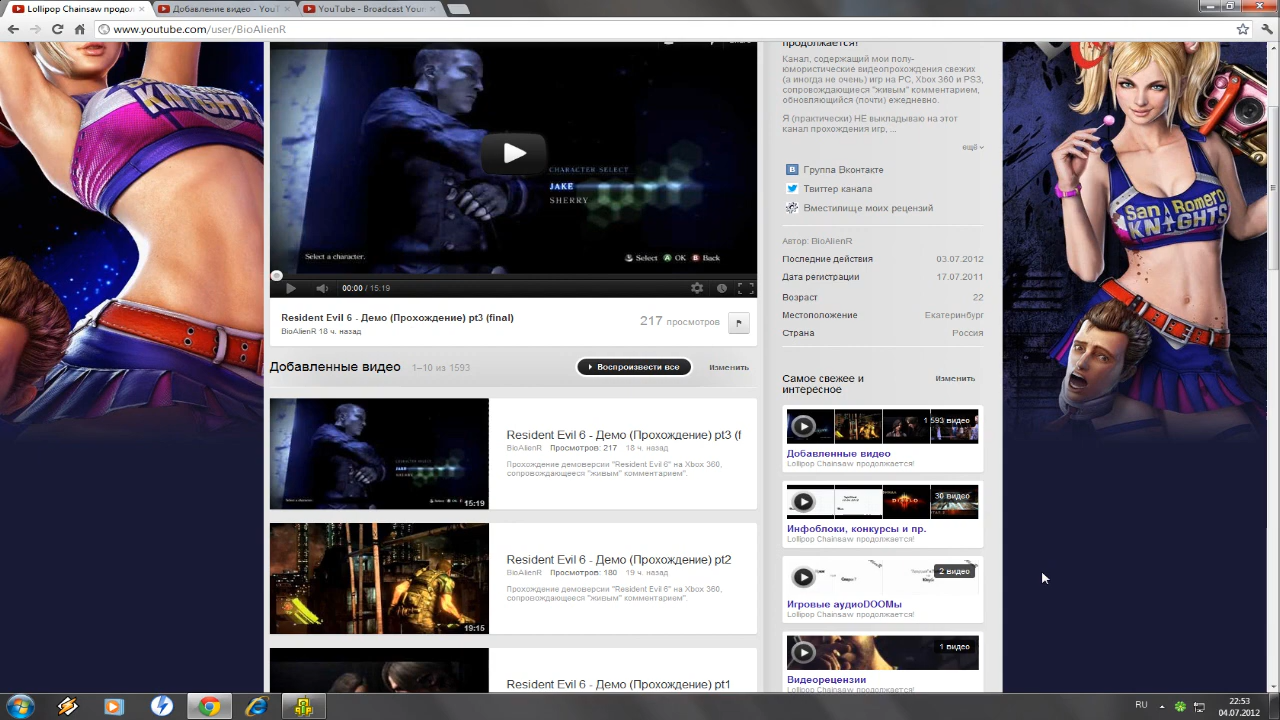 Lollipop Chainsaw продол
Добавление видео - YouT
YouTube - Broadcast Your
www.youtube.com/user/BioAlienR
CHARACTER SELECT
JAKE
SHERRY
Select a character.
Select A OK B Back
00:00 / 15:19
Resident Evil 6 - Демо (Прохождение) pt3 (final)
BioAlienR 18 ч. назад
217 просмотров
Добавленные видео 1–10 из 1593
Воспроизвести все
Изменить
Resident Evil 6 - Демо (Прохождение) pt3 (f
BioAlienR Просмотров: 217 18 ч. назад
Прохождение демоверсии "Resident Evil 6" на Xbox 360,
сопровождающееся "живым" комментарием".
15:19
Resident Evil 6 - Демо (Прохождение) pt2
BioAlienR Просмотров: 180 19 ч. назад
Прохождение демоверсии "Resident Evil 6" на Xbox 360,
сопровождающееся "живым" комментарием".
19:15
Resident Evil 6 - Демо (Прохождение) pt1
продолжается!
Канал, содержащий мои полу-
юмористические видеопрохождения свежих
(а иногда не очень) игр на PC, Xbox 360 и PS3,
сопровождающиеся "живым" комментарием,
обновляющийся (почти) ежедневно.
Я (практически) НЕ выкладываю на этот
канал прохождения игр, ...
ещё
Группа Вконтакте
Твиттер канала
Вместилище моих рецензий
Автор: BioAlienR
Последние действия 03.07.2012
Дата регистрации 17.07.2011
Возраст 22
Местоположение Екатеринбург
Страна Россия
Самое свежее и
интересное
Изменить
1 593 видео
Добавленные видео
Lollipop Chainsaw продолжается!
30 видео
DIABLO
Инфоблоки, конкурсы и пр.
Lollipop Chainsaw продолжается!
2 видео
Игровые аудиоDOOMы
Lollipop Chainsaw продолжается!
1 видео
Видеорецензии
Lollipop Chainsaw продолжается!
KNIGHTS
San Romero
KNIGHTS
RU
22:53
04.07.2012